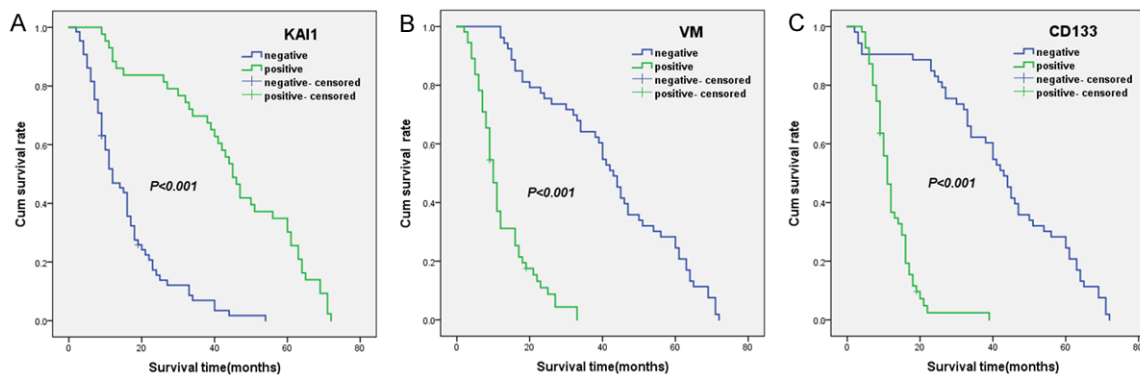 A
KAI1
negative
positive
negative- censored
positive- censored
P<0.001
Cum survival rate
1.0
0.8
0.6
0.4
0.2
0.0
0
20
40
60
80
Survival time(months)
B
VM
negative
positive
negative- censored
positive- censored
P<0.001
Cum survival rate
1.0
0.8
0.6
0.4
0.2
0.0
0
20
40
60
80
Survival time(months)
C
CD133
negative
positive
negative- censored
positive- censored
P<0.001
Cum survival rate
1.0
0.8
0.6
0.4
0.2
0.0
0
20
40
60
80
Survival time(months)